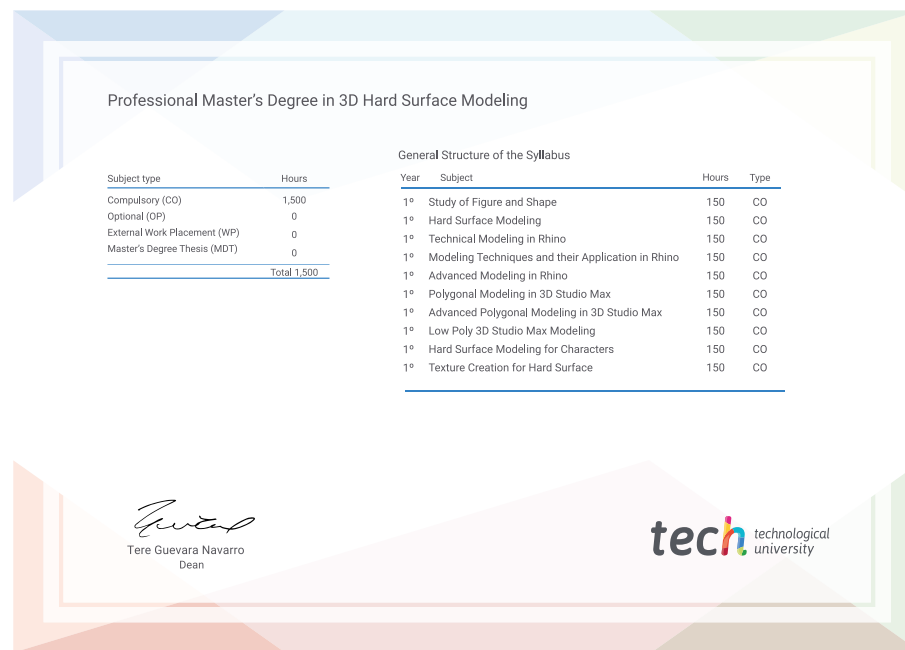 Professional Master's Degree in 3D Hard Surface Modeling
General Structure of the Syllabus
Subject type Hours
Compulsory (CO) 1,500
Optional (OP) 0
External Work Placement (WP) 0
Master's Degree Thesis (MDT) 0
Total 1,500
Year Subject Hours Type
1º Study of Figure and Shape 150 CO
1º Hard Surface Modeling 150 CO
1º Technical Modeling in Rhino 150 CO
1º Modeling Techniques and their Application in Rhino 150 CO
1º Advanced Modeling in Rhino 150 CO
1º Polygonal Modeling in 3D Studio Max 150 CO
1º Advanced Polygonal Modeling in 3D Studio Max 150 CO
1º Low Poly 3D Studio Max Modeling 150 CO
1º Hard Surface Modeling for Characters 150 CO
1º Texture Creation for Hard Surface 150 CO
Tere Guevara Navarro
Dean
tech technological
university